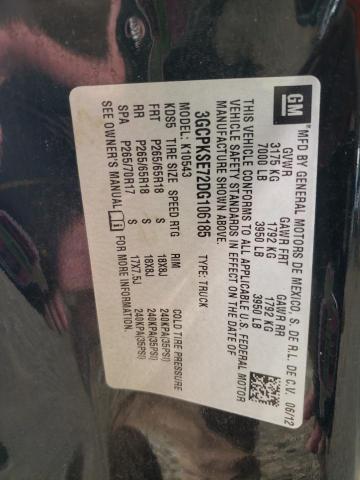 GM
MFD BY GENERAL MOTORS DE MEXICO, S. DE R.L. DE C.V. 06/12
GVWR GAWR FRT GAWR RR
3175 KG 1792 KG 1792 KG
7000 LB 3950 LB 3950 LB
THIS VEHICLE CONFORMS TO ALL APPLICABLE U.S. FEDERAL MOTOR
VEHICLE SAFETY STANDARDS IN EFFECT ON THE DATE OF
MANUFACTURE SHOWN ABOVE.
3GCPKSE72DG106185 TYPE: TRUCK
MODEL: K10543
KDS5 TIRE SIZE SPEED RTG RIM COLD TIRE PRESSURE
FRT P265/65R18 S 18X8J 240KPA(35PSI)
RR P265/65R18 S 18X8J 240KPA(35PSI)
SPA P265/70R17 S 17X7.5J 240KPA(35PSI)
SEE OWNER'S MANUAL i FOR MORE INFORMATION.